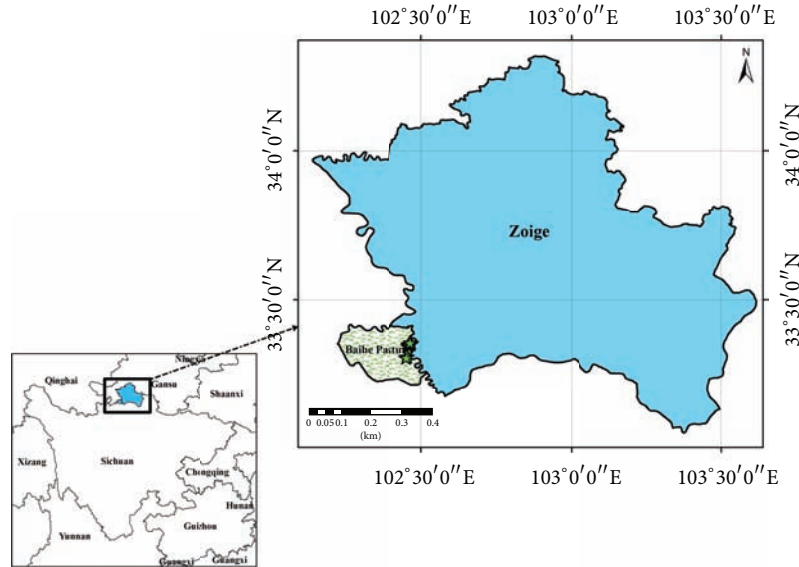 102°30′0″E 103°0′0″E 103°30′0″E
N
34°0′0″N
34°0′0″N
Zoige
33°30′0″N
33°30′0″N
Baihe
0 0.05 0.1 0.2 0.3 0.4
(km)
102°30′0″E 103°0′0″E 103°30′0″E
Ningxia
Qinghai
Gansu
Shaanxi
Xizang
Sichuan
Chongqing
Hunan
Guizhou
Yunnan
Guangxi
Guangxi